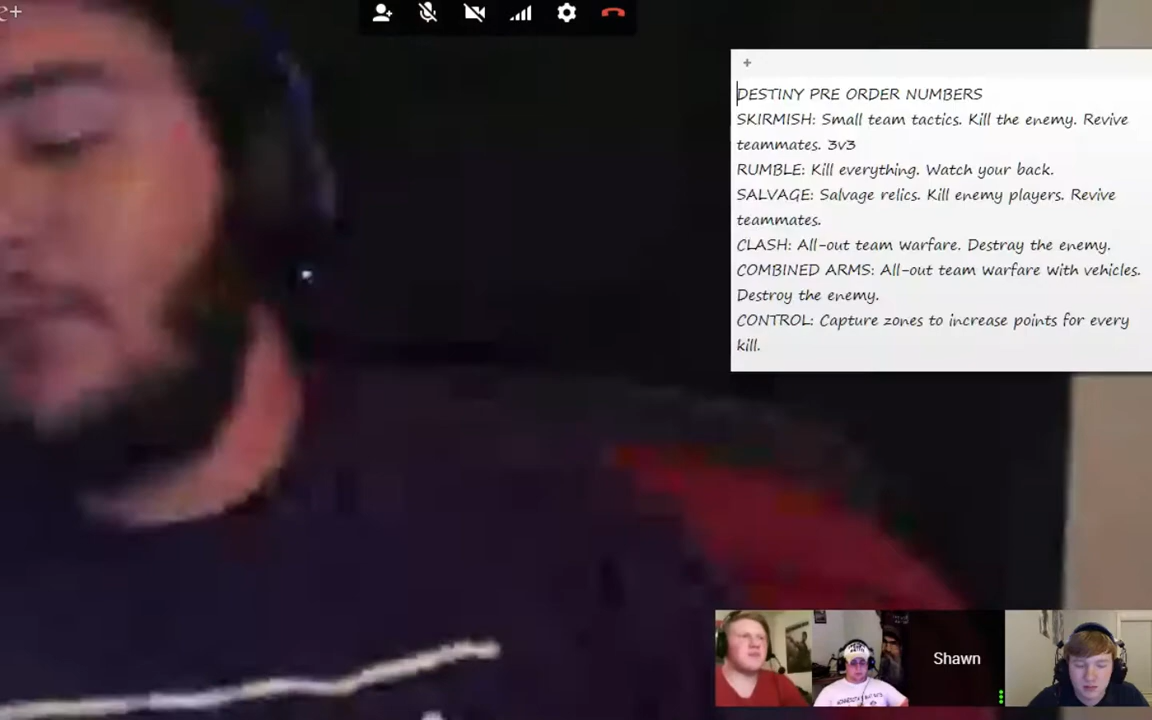 e+
+
DESTINY PRE ORDER NUMBERS
SKIRMISH: Small team tactics. Kill the enemy. Revive
teammates. 3v3
RUMBLE: Kill everything. Watch your back.
SALVAGE: Salvage relics. Kill enemy players. Revive
teammates.
CLASH: All-out team warfare. Destray the enemy.
COMBINED ARMS: All-out team warfare with vehicles.
Destroy the enemy.
CONTROL: Capture zones to increase points for every
kill.
Shawn